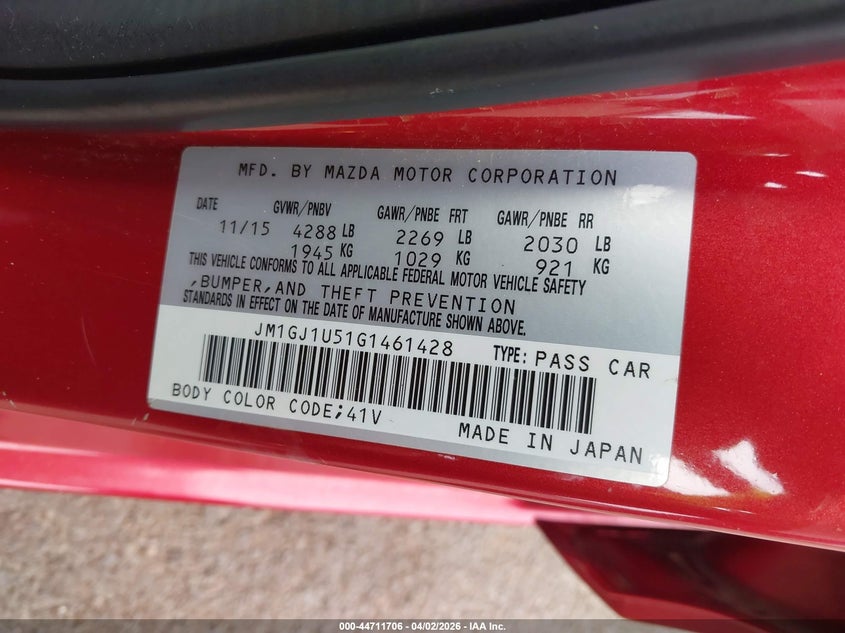 MFD. BY MAZDA MOTOR CORPORATION
DATE GVWR/PNBV GAWR/PNBE FRT GAWR/PNBE RR
11/15 4288 LB 2269 LB 2030 LB
1945 KG 1029 KG 921 KG
THIS VEHICLE CONFORMS TO ALL APPLICABLE FEDERAL MOTOR VEHICLE SAFETY
,BUMPER,AND THEFT PREVENTION
STANDARDS IN EFFECT ON THE DATE OF MANUFACTURE SHOWN ABOVE.
JM1GJ1U51G1461428 TYPE: PASS CAR
BODY COLOR CODE;41V
MADE IN JAPAN
000-44711706 - 04/02/2026 - IAA Inc.